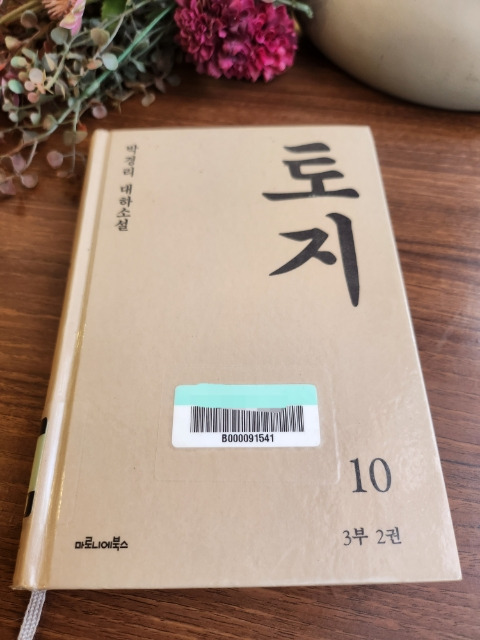 토지
박경리 대하소설
B000091541
10
3부 2권
마로니에북스